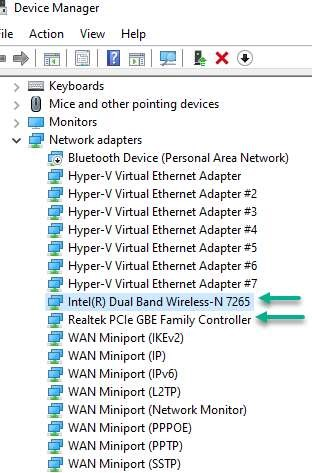 Device Manager
File Action View Help
Keyboards
Mice and other pointing devices
Monitors
Network adapters
Bluetooth Device (Personal Area Network)
Hyper-V Virtual Ethernet Adapter
Hyper-V Virtual Ethernet Adapter #2
Hyper-V Virtual Ethernet Adapter #3
Hyper-V Virtual Ethernet Adapter #4
Hyper-V Virtual Ethernet Adapter #5
Hyper-V Virtual Ethernet Adapter #6
Hyper-V Virtual Ethernet Adapter #7
Intel(R) Dual Band Wireless-N 7265
Realtek PCIe GBE Family Controller
WAN Miniport (IKEv2)
WAN Miniport (IP)
WAN Miniport (IPv6)
WAN Miniport (L2TP)
WAN Miniport (Network Monitor)
WAN Miniport (PPPOE)
WAN Miniport (PPTP)
WAN Miniport (SSTP)